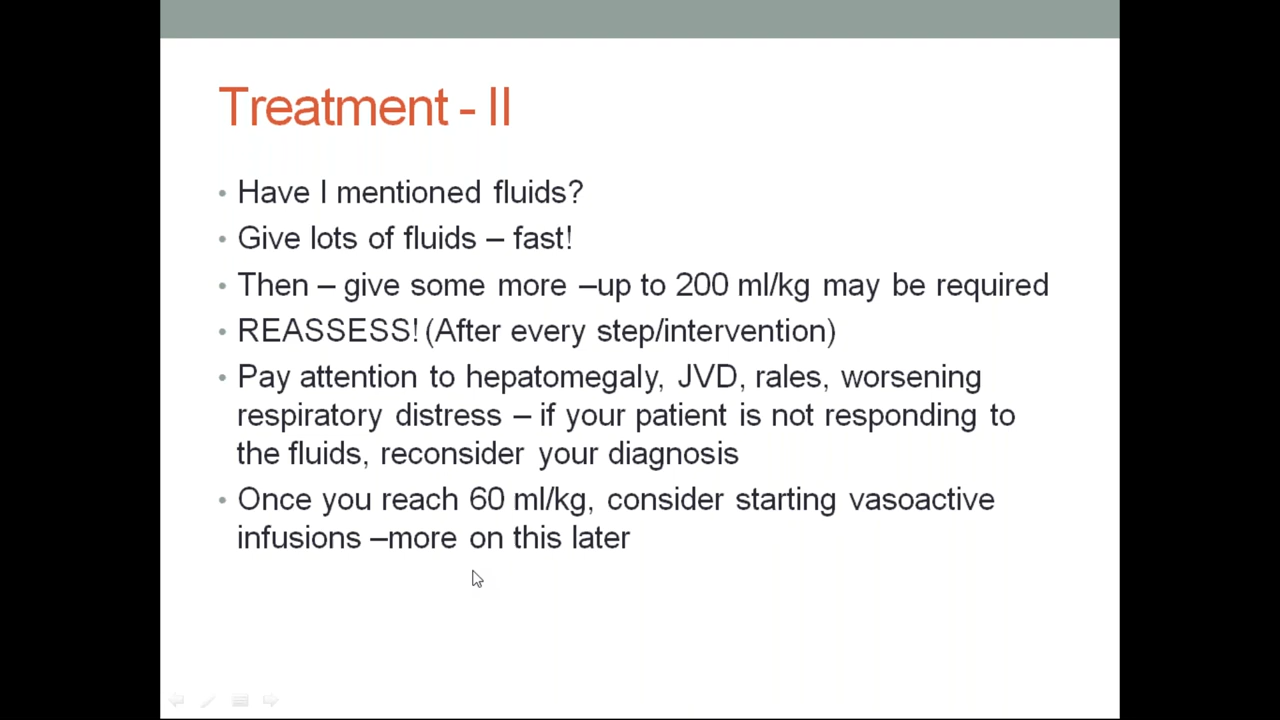 Treatment - II
• Have I mentioned fluids?
• Give lots of fluids – fast!
• Then – give some more –up to 200 ml/kg may be required
• REASSESS! (After every step/intervention)
• Pay attention to hepatomegaly, JVD, rales, worsening
respiratory distress – if your patient is not responding to
the fluids, reconsider your diagnosis
• Once you reach 60 ml/kg, consider starting vasoactive
infusions –more on this later